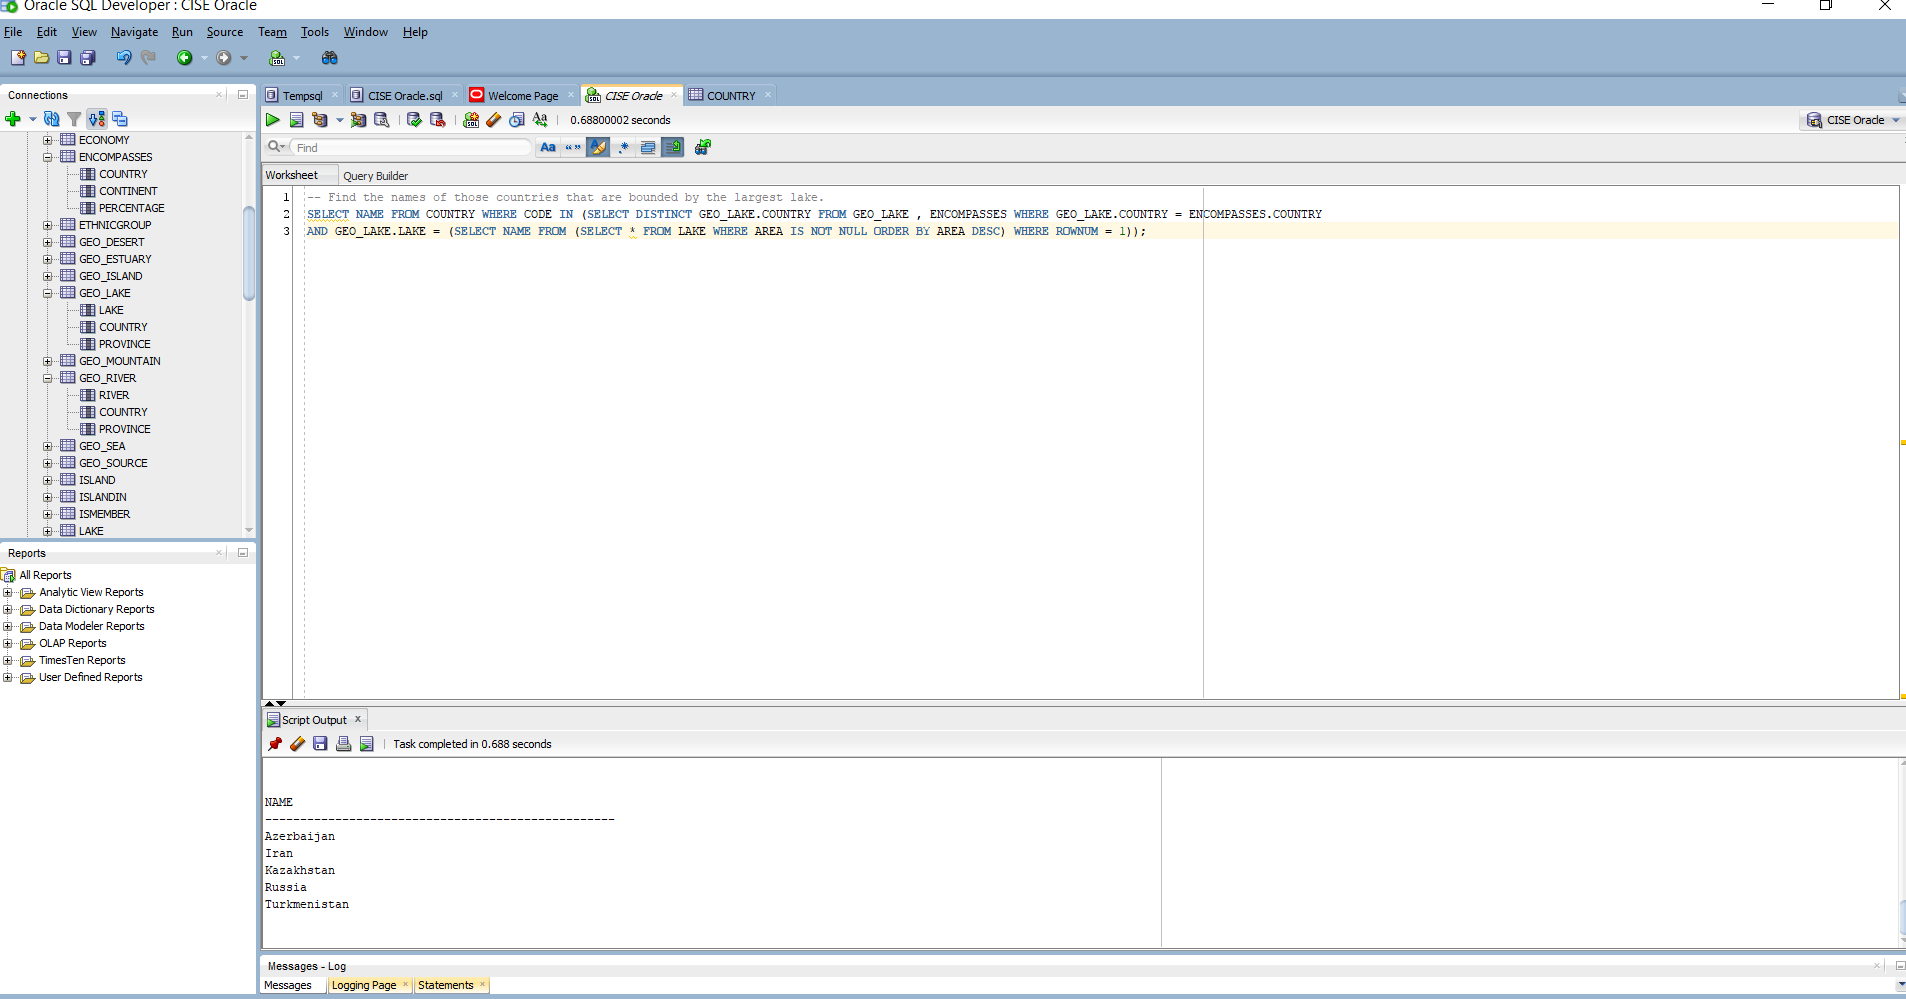 Oracle SQL Developer : CISE Oracle
File Edit View Navigate Run Source Team Tools Window Help
Connections
ECONOMY
ENCOMPASSES
COUNTRY
CONTINENT
PERCENTAGE
ETHNICGROUP
GEO_DESERT
GEO_ESTUARY
GEO_ISLAND
GEO_LAKE
LAKE
COUNTRY
PROVINCE
GEO_MOUNTAIN
GEO_RIVER
RIVER
COUNTRY
PROVINCE
GEO_SEA
GEO_SOURCE
ISLAND
ISLANDIN
ISMEMBER
LAKE
Reports
All Reports
Analytic View Reports
Data Dictionary Reports
Data Modeler Reports
OLAP Reports
TimesTen Reports
User Defined Reports
Tempsql CISE Oracle.sql Welcome Page CISE Oracle COUNTRY
0.68800002 seconds
CISE Oracle
Find
Aa “” .*
Worksheet Query Builder
1 -- Find the names of those countries that are bounded by the largest lake.
2 SELECT NAME FROM COUNTRY WHERE CODE IN (SELECT DISTINCT GEO_LAKE.COUNTRY FROM GEO_LAKE , ENCOMPASSES WHERE GEO_LAKE.COUNTRY = ENCOMPASSES.COUNTRY
3 AND GEO_LAKE.LAKE = (SELECT NAME FROM (SELECT * FROM LAKE WHERE AREA IS NOT NULL ORDER BY AREA DESC) WHERE ROWNUM = 1));
Script Output
Task completed in 0.688 seconds
NAME
--------------------------------------------------
Azerbaijan
Iran
Kazakhstan
Russia
Turkmenistan
Messages - Log
Messages Logging Page Statements